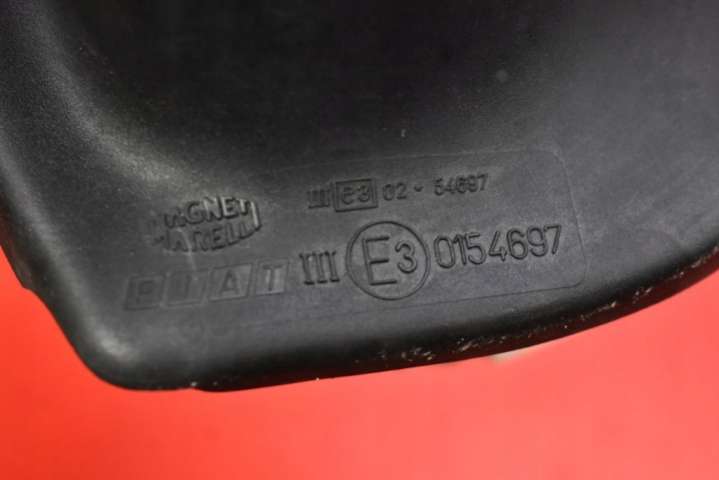 III e3 02 - 54697
MAGNETI
MARELLI
FIAT III E3 0154697